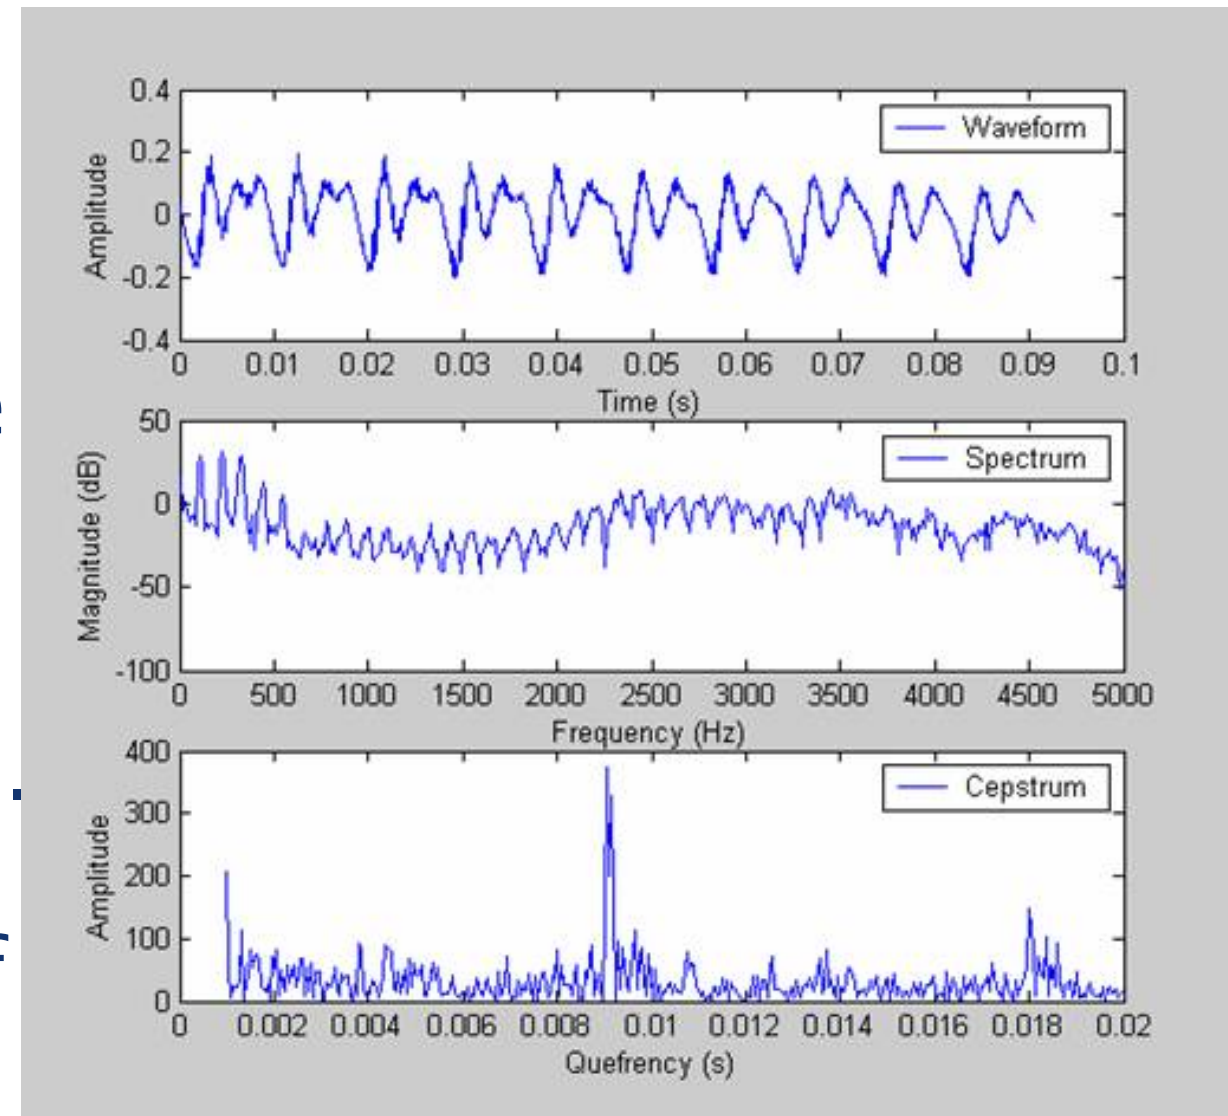 0.4
0.2
0
-0.2
-0.4
Amplitude
Waveform
0 0.01 0.02 0.03 0.04 0.05 0.06 0.07 0.08 0.09 0.1
Time (s)
50
0
-50
-100
Magnitude (dB)
Spectrum
0 500 1000 1500 2000 2500 3000 3500 4000 4500 5000
Frequency (Hz)
400
300
200
100
0
Amplitude
Cepstrum
0 0.002 0.004 0.006 0.008 0.01 0.012 0.014 0.016 0.018 0.02
Quefrency (s)